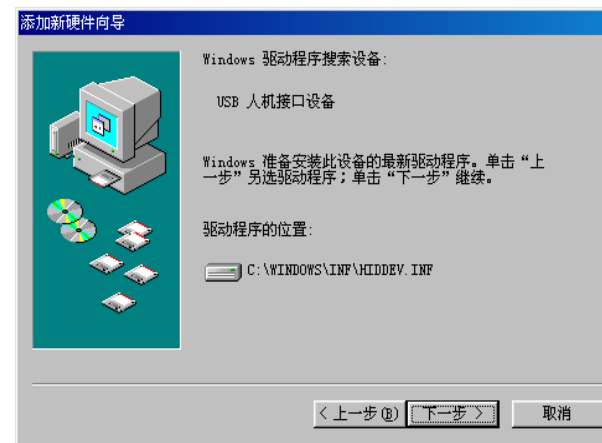 添加新硬件向导
Windows 驱动程序搜索设备:
USB 人机接口设备
Windows 准备安装此设备的最新驱动程序。单击“上
一步”另选驱动程序；单击“下一步”继续。
驱动程序的位置:
C:\WINDOWS\INF\HIDDEV.INF
< 上一步(B) 下一步 > 取消